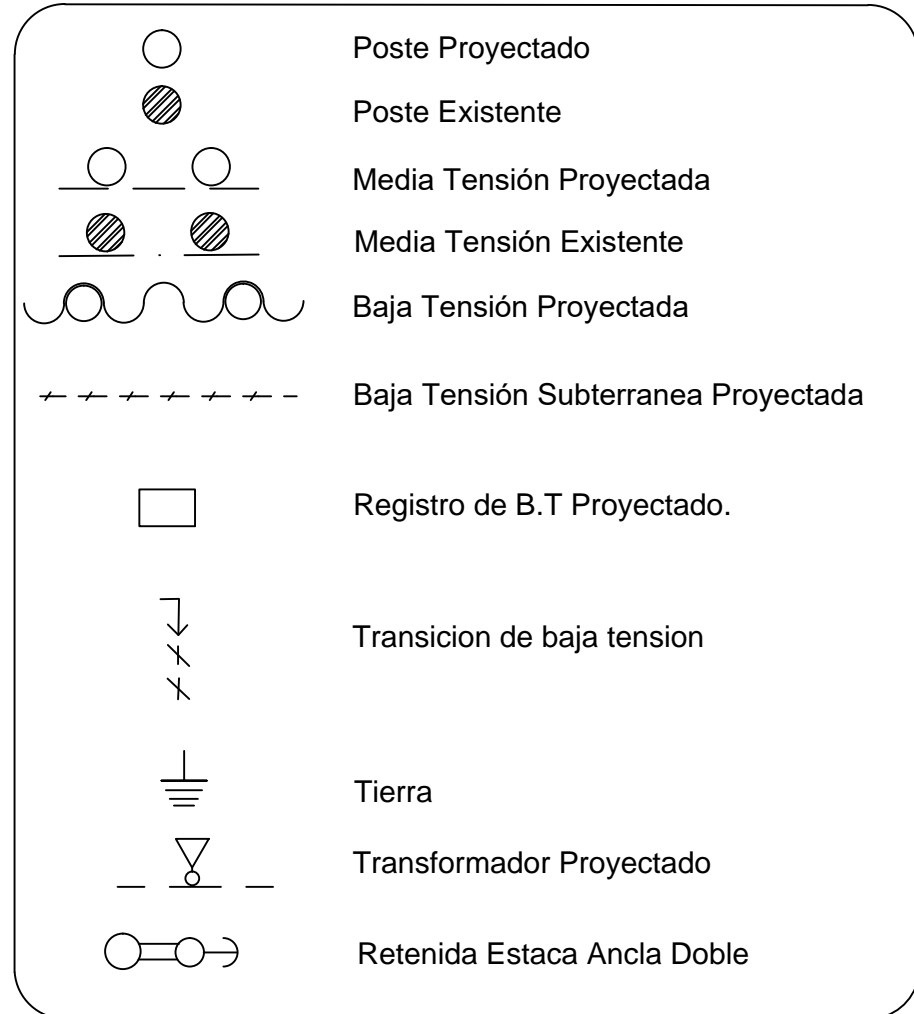 Poste Proyectado
Poste Existente
Media Tensión Proyectada
Media Tensión Existente
Baja Tensión Proyectada
Baja Tensión Subterranea Proyectada
Registro de B.T Proyectado.
Transicion de baja tension
Tierra
Transformador Proyectado
Retenida Estaca Ancla Doble